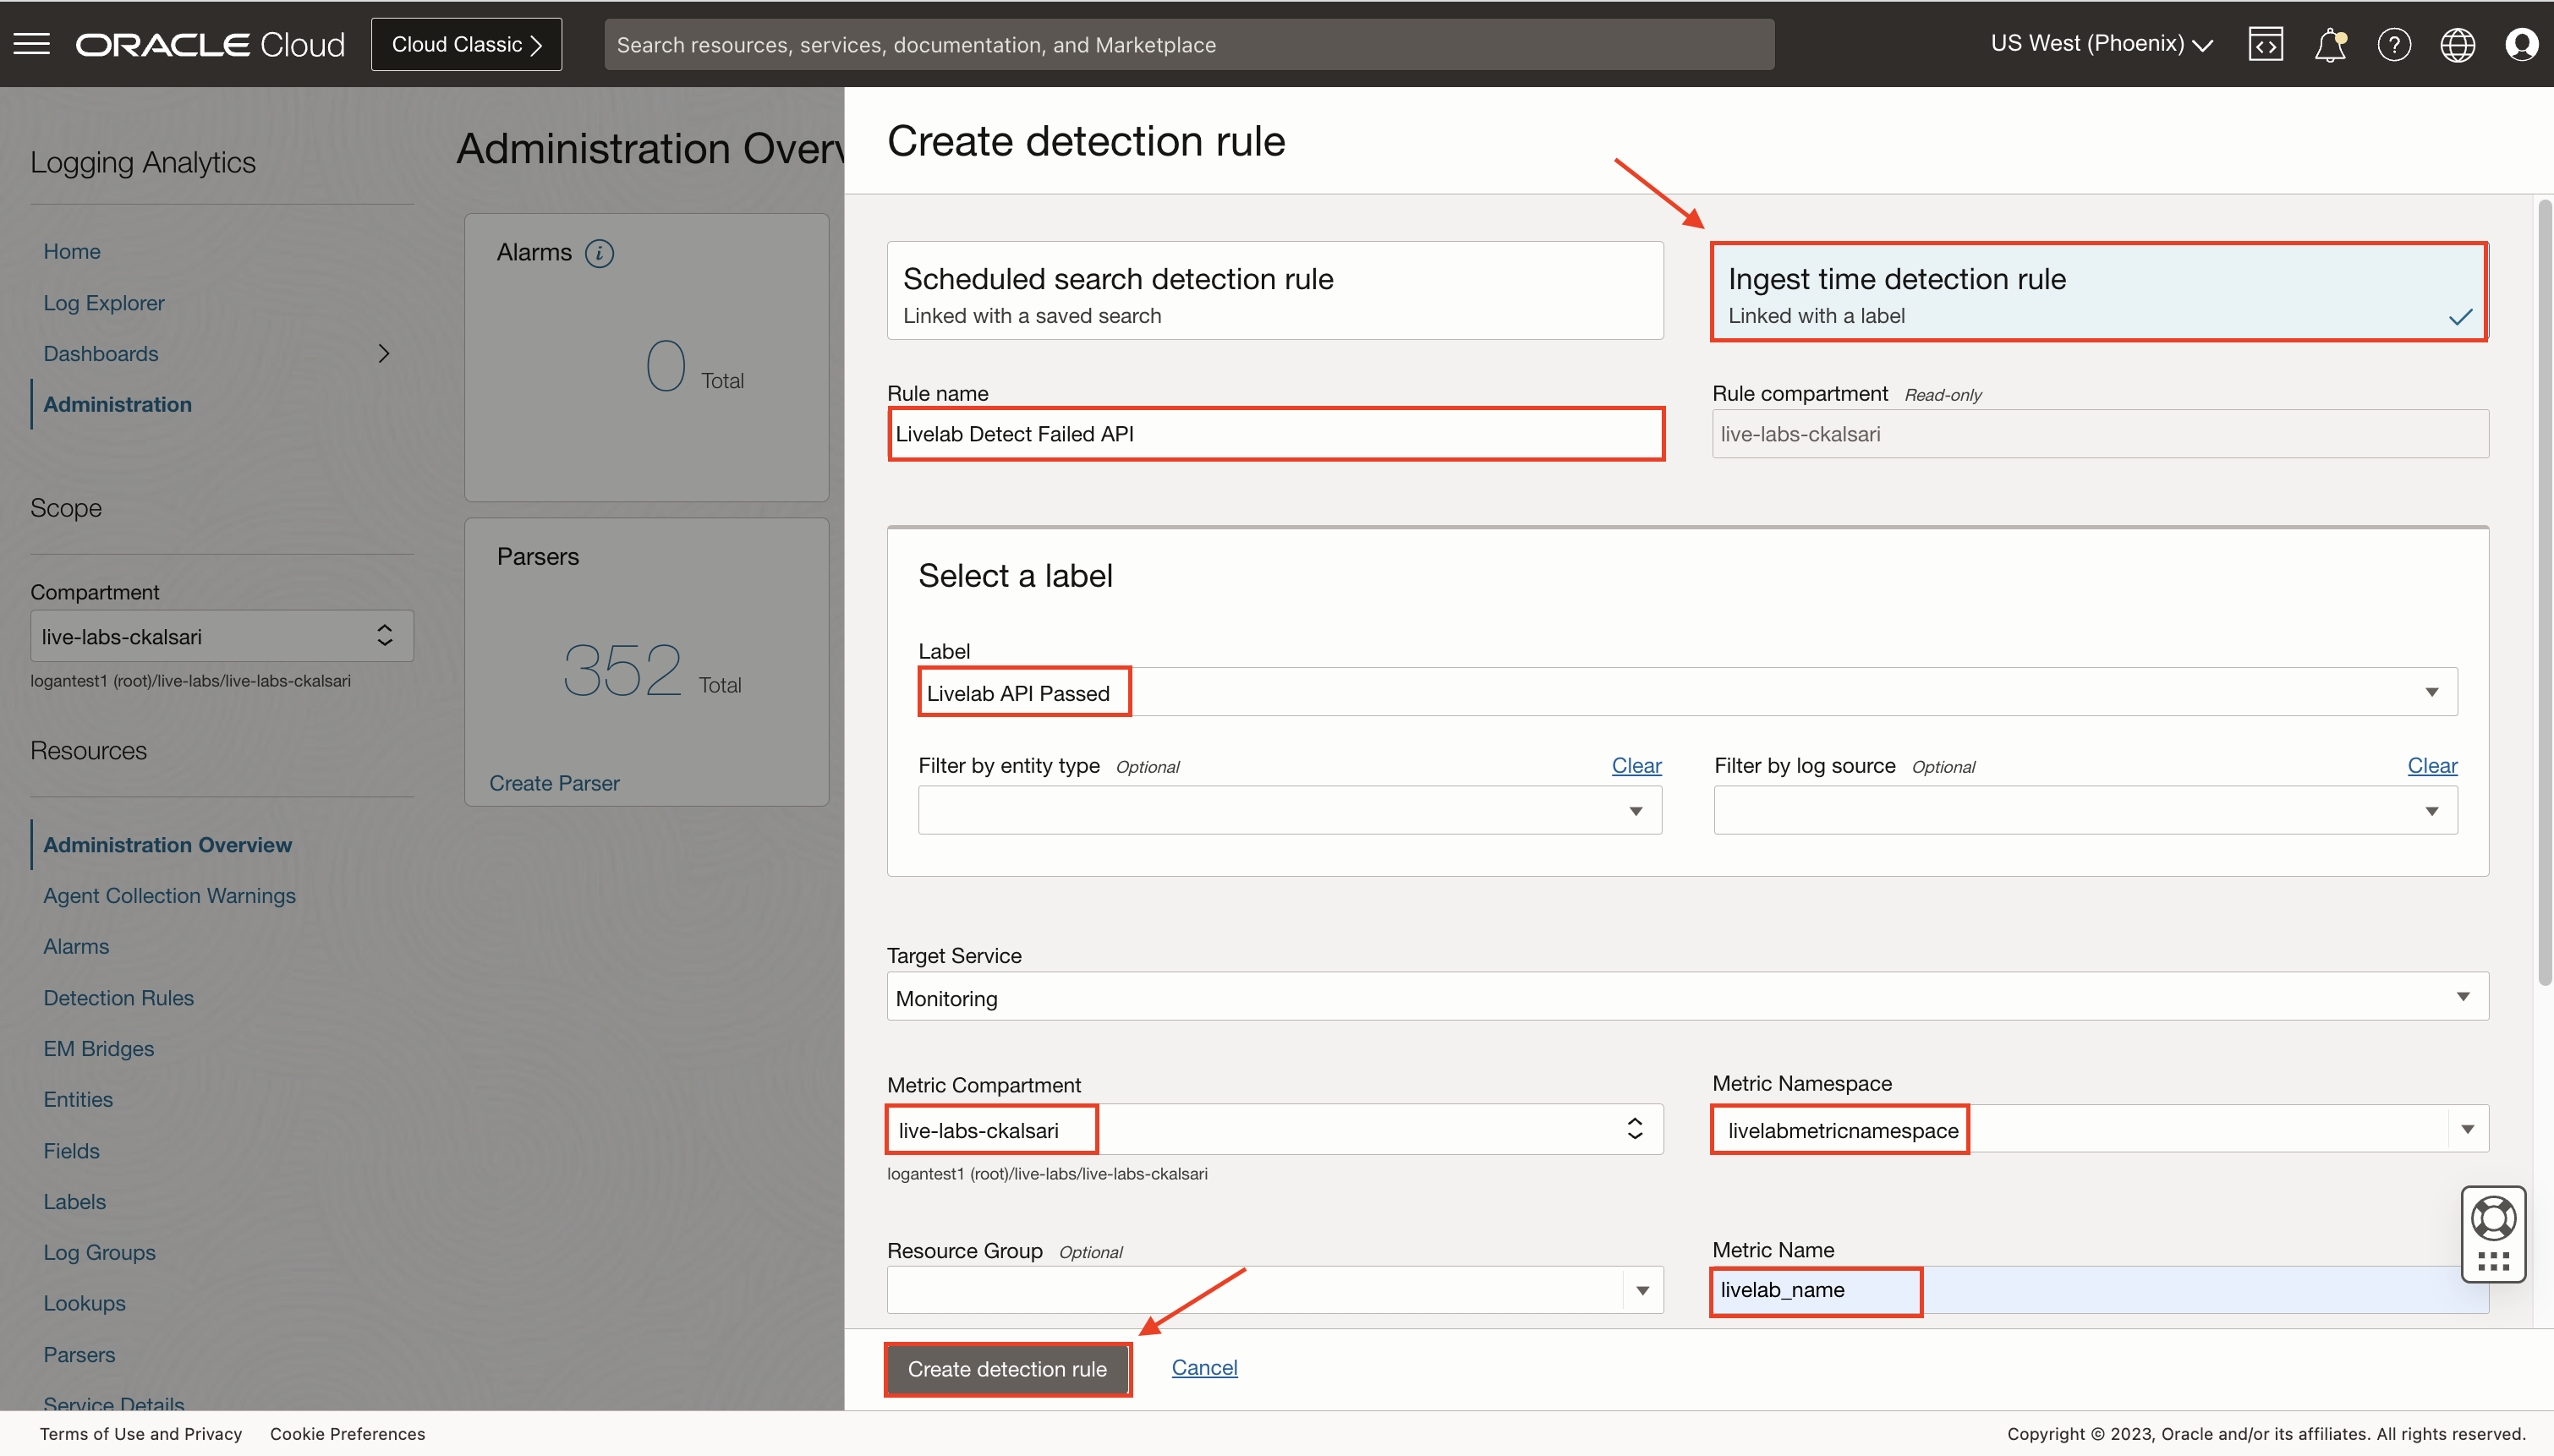 ORACLE Cloud
Cloud Classic
Search resources, services, documentation, and Marketplace
US West (Phoenix)
Logging Analytics
Home
Log Explorer
Dashboards
Administration
Scope
Compartment
live-labs-ckalsari
logantest1 (root)/live-labs/live-labs-ckalsari
Resources
Administration Overview
Agent Collection Warnings
Alarms
Detection Rules
EM Bridges
Entities
Fields
Labels
Log Groups
Lookups
Parsers
Service Details
Administration Overv
Alarms
0 Total
Parsers
352 Total
Create Parser
Create detection rule
Scheduled search detection rule
Linked with a saved search
Ingest time detection rule
Linked with a label
Rule name
Livelab Detect Failed API
Rule compartment Read-only
live-labs-ckalsari
Select a label
Label
Livelab API Passed
Filter by entity type Optional
Clear
Filter by log source Optional
Clear
Target Service
Monitoring
Metric Compartment
live-labs-ckalsari
logantest1 (root)/live-labs/live-labs-ckalsari
Metric Namespace
livelabmetricnamespace
Resource Group Optional
Metric Name
livelab_name
Create detection rule
Cancel
Terms of Use and Privacy
Cookie Preferences
Copyright © 2023, Oracle and/or its affiliates. All rights reserved.